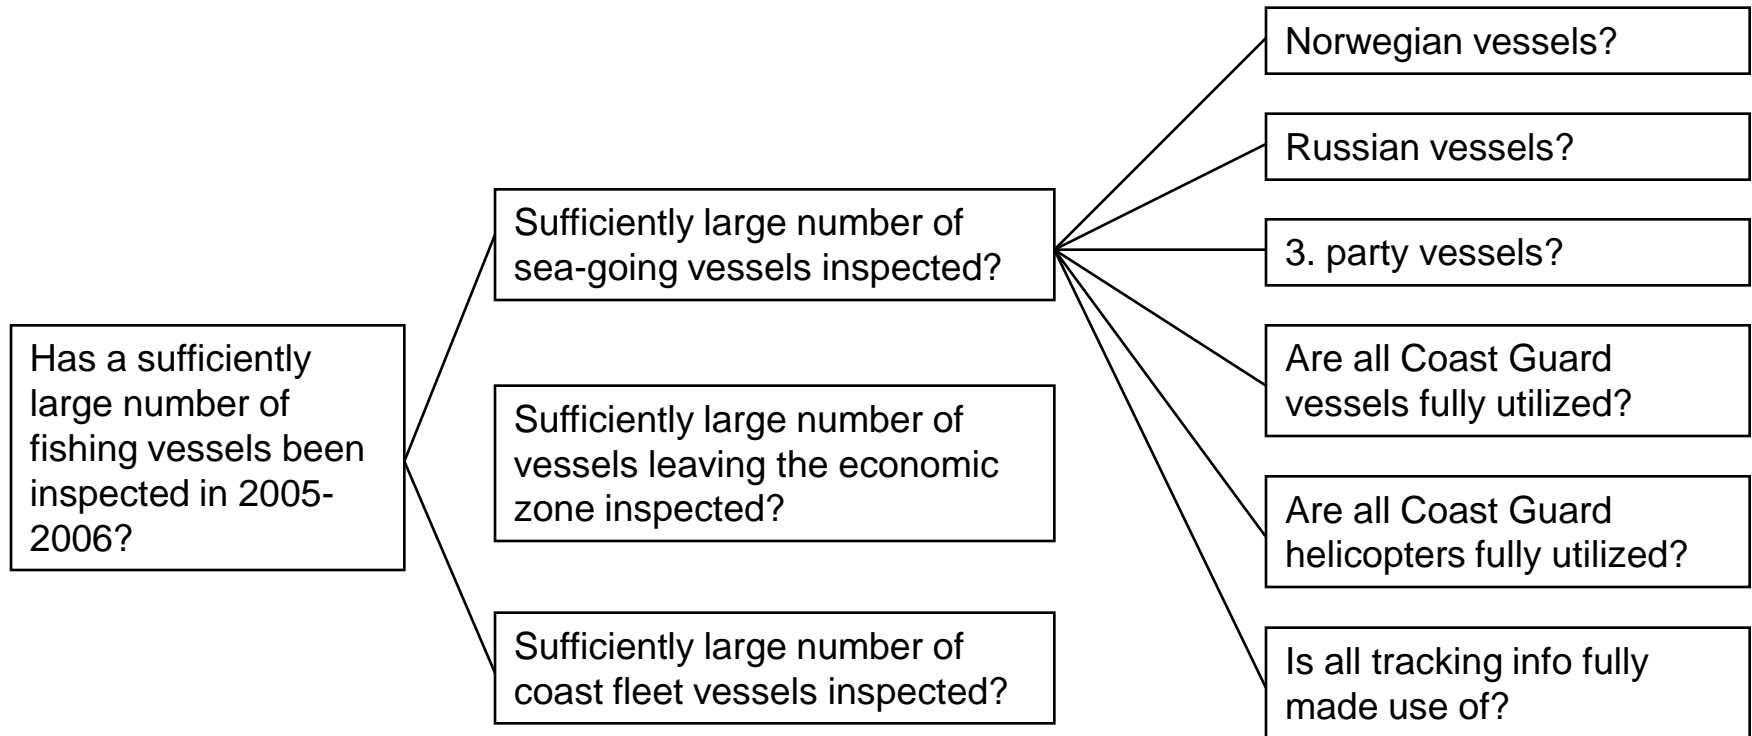 Has a sufficiently
large number of
fishing vessels been
inspected in 2005-
2006?
Sufficiently large number of
sea-going vessels inspected?
Sufficiently large number of
vessels leaving the economic
zone inspected?
Sufficiently large number of
coast fleet vessels inspected?
Norwegian vessels?
Russian vessels?
3. party vessels?
Are all Coast Guard
vessels fully utilized?
Are all Coast Guard
helicopters fully utilized?
Is all tracking info fully
made use of?